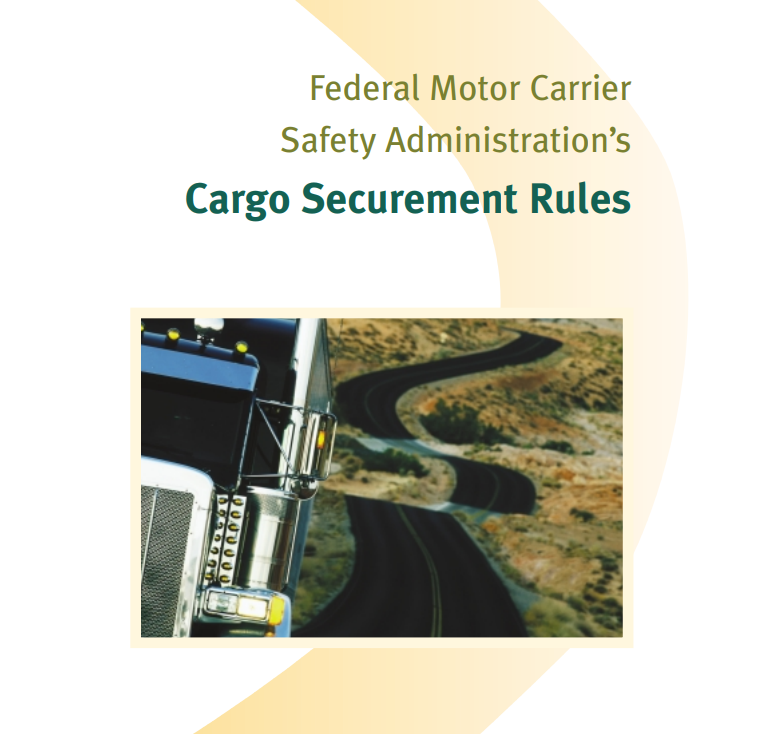 Federal Motor Carrier
Safety Administration’s
Cargo Securement Rules